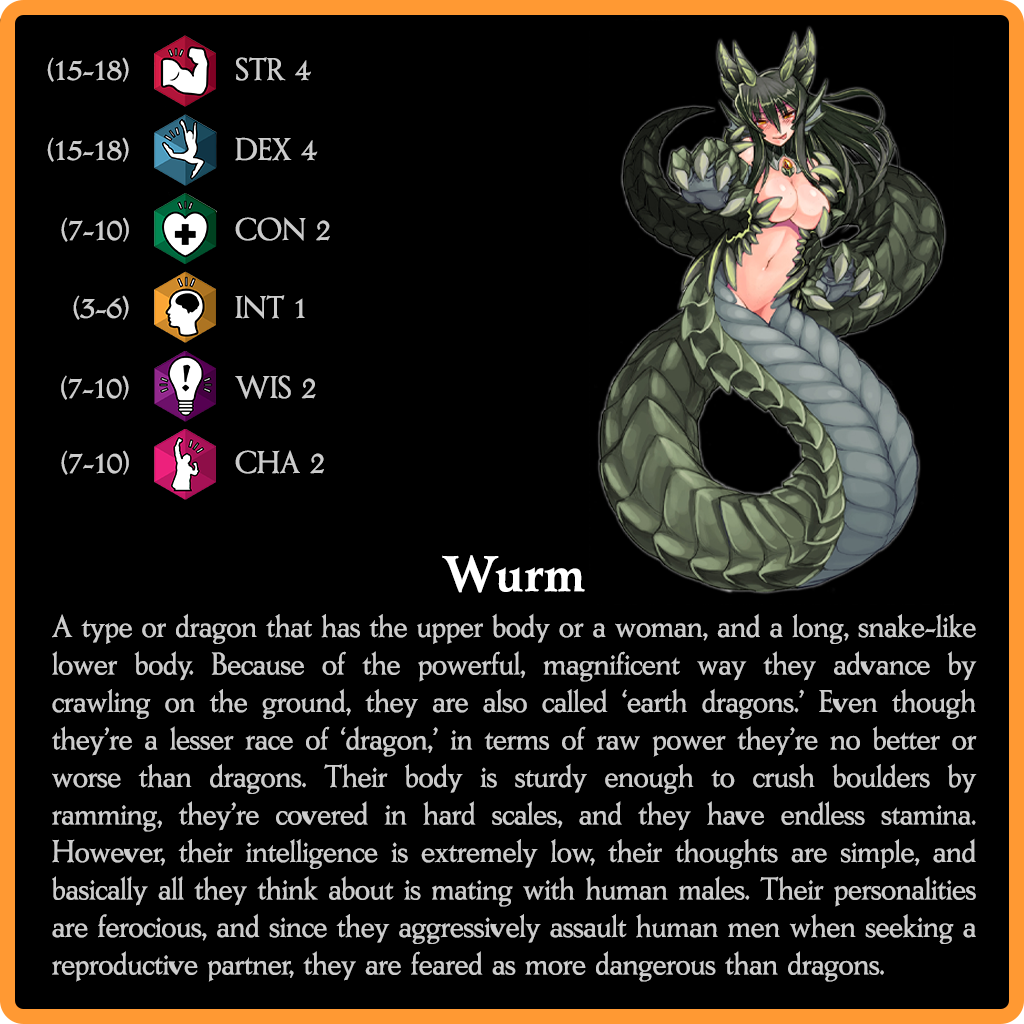 (15-18) STR 4
(15-18) DEX 4
(7-10) CON 2
(3-6) INT 1
(7-10) WIS 2
(7-10) CHA 2
Wurm
A type or dragon that has the upper body or a woman, and a long, snake-like
lower body. Because of the powerful, magnificent way they advance by
crawling on the ground, they are also called ‘earth dragons.’ Even though
they’re a lesser race of ‘dragon,’ in terms of raw power they’re no better or
worse than dragons. Their body is sturdy enough to crush boulders by
ramming, they’re covered in hard scales, and they have endless stamina.
However, their intelligence is extremely low, their thoughts are simple, and
basically all they think about is mating with human males. Their personalities
are ferocious, and since they aggressively assault human men when seeking a
reproductive partner, they are feared as more dangerous than dragons.